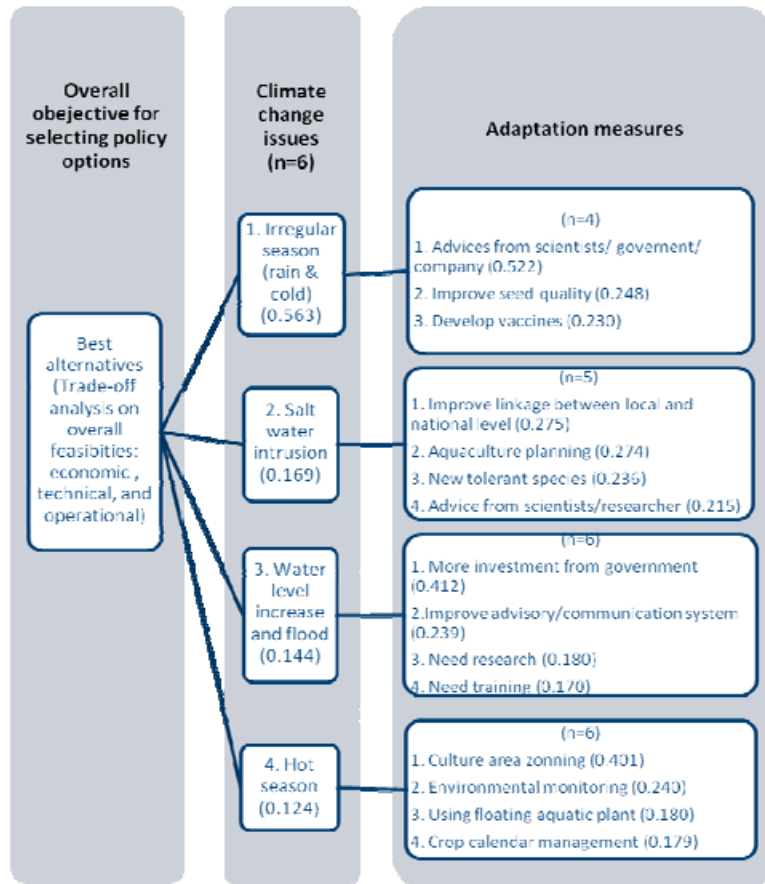 Overall
obejective for
selecting policy
options
Climate
change
issues
(n=6)
Adaptation measures
Best
alternatives
(Trade-off
analysis on
overall
feasibities:
economic ,
technical, and
operational)
1. Irregular
season
(rain &
cold)
(0.563)
(n=4)
1. Advices from scientists/ governent/
company (0.522)
2. Improve seed quality (0.248)
3. Develop vaccines (0.230)
2. Salt
water
intrusion
(0.169)
(n=5)
1. Improve linkage between local and
national level (0.275)
2. Aquaculture planning (0.274)
3. New tolerant species (0.236)
4. Advice from scientists/researcher (0.215)
3. Water
level
increase
and flood
(0.144)
(n=6)
1. More investment from government
(0.412)
2.Improve advisory/communication system
(0.239)
3. Need research (0.180)
4. Need training (0.170)
4. Hot
season
(0.124)
(n=6)
1. Culture area zonning (0.401)
2. Environmental monitoring (0.240)
3. Using floating aquatic plant (0.180)
4. Crop calendar management (0.179)